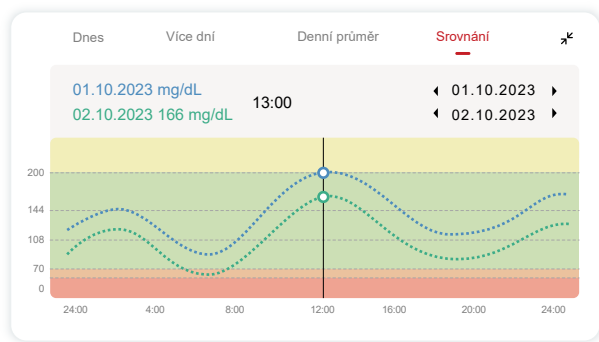 Dnes Více dní Denní průměr Srovnání
01.10.2023 mg/dL
02.10.2023 166 mg/dL
13:00
01.10.2023
02.10.2023
200
144
108
70
0
24:00 4:00 8:00 12:00 16:00 20:00 24:00